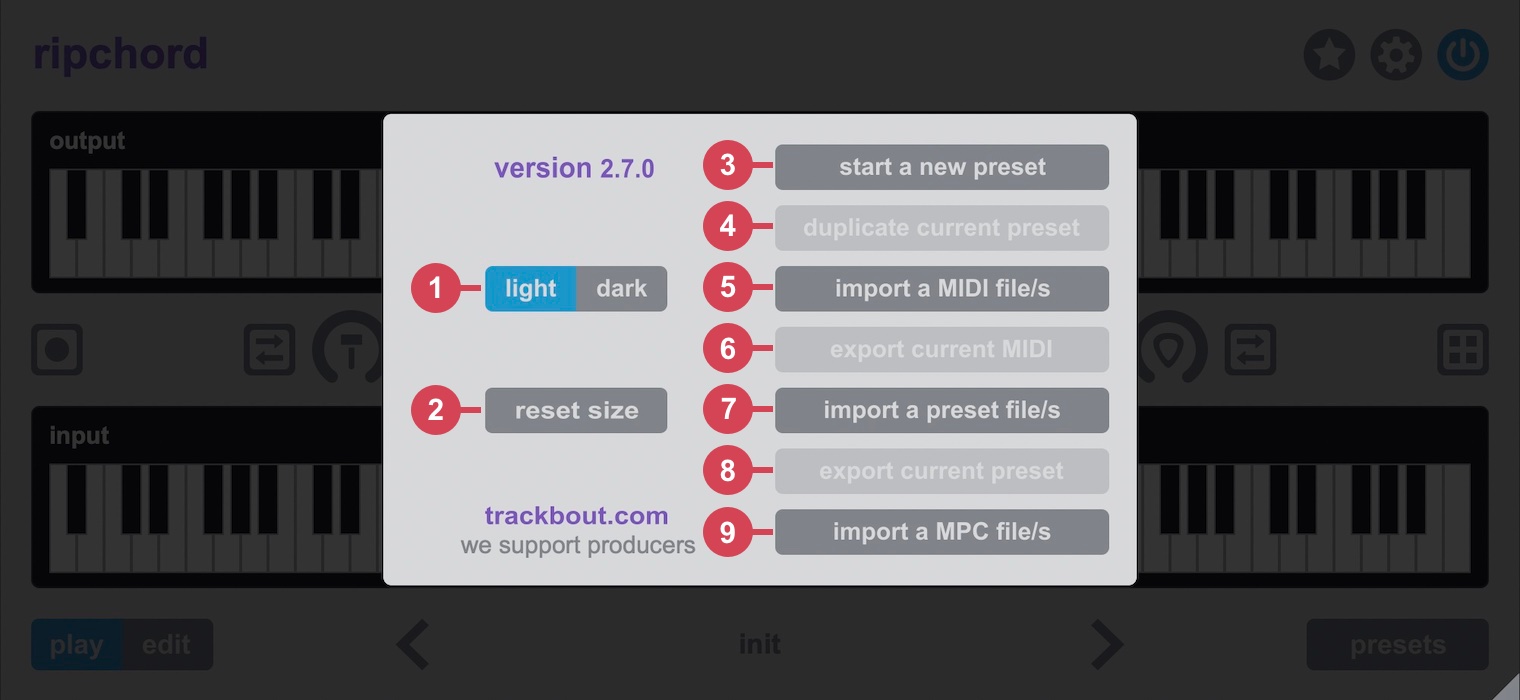 ripchord
output
version 2.7.0
3 start a new preset
4 duplicate current preset
1 light dark
5 import a MIDI file/s
6 export current MIDI
2 reset size
7 import a preset file/s
input
8 export current preset
trackbout.com
we support producers
9 import a MPC file/s
play edit
init
presets